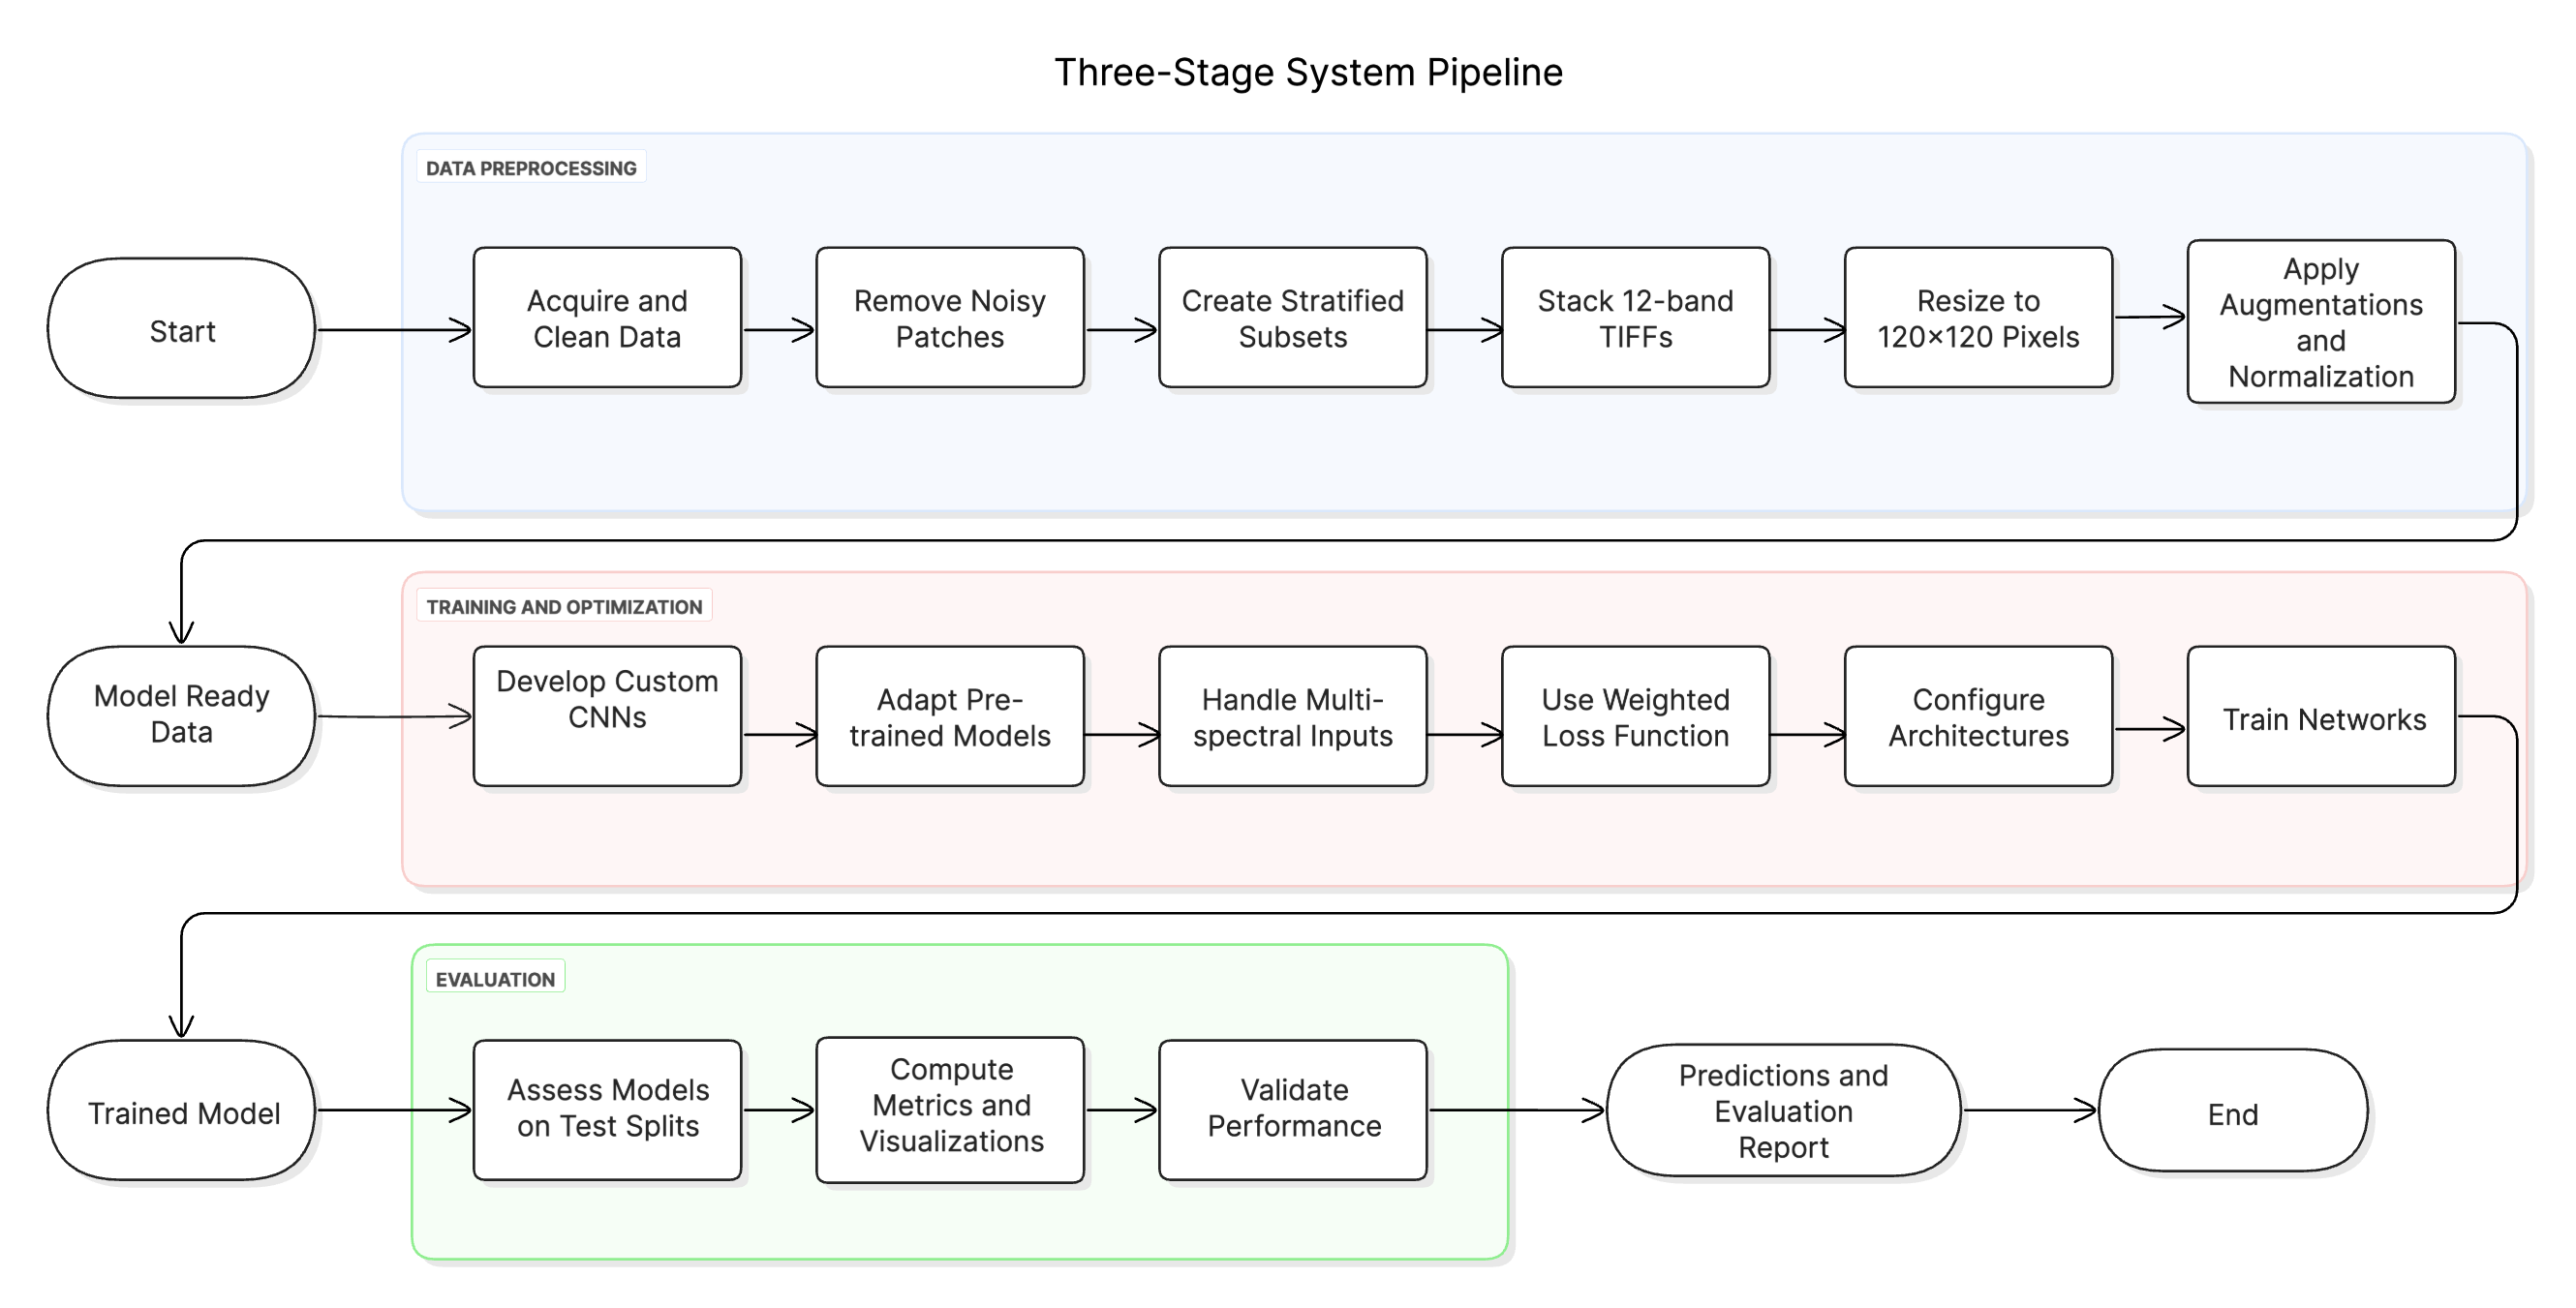 Three-Stage System Pipeline
DATA PREPROCESSING
Start
Acquire and
Clean Data
Remove Noisy
Patches
Create Stratified
Subsets
Stack 12-band
TIFFs
Resize to
120×120 Pixels
Apply
Augmentations
and
Normalization
TRAINING AND OPTIMIZATION
Model Ready
Data
Develop Custom
CNNs
Adapt Pre-
trained Models
Handle Multi-
spectral Inputs
Use Weighted
Loss Function
Configure
Architectures
Train Networks
EVALUATION
Trained Model
Assess Models
on Test Splits
Compute
Metrics and
Visualizations
Validate
Performance
Predictions and
Evaluation
Report
End